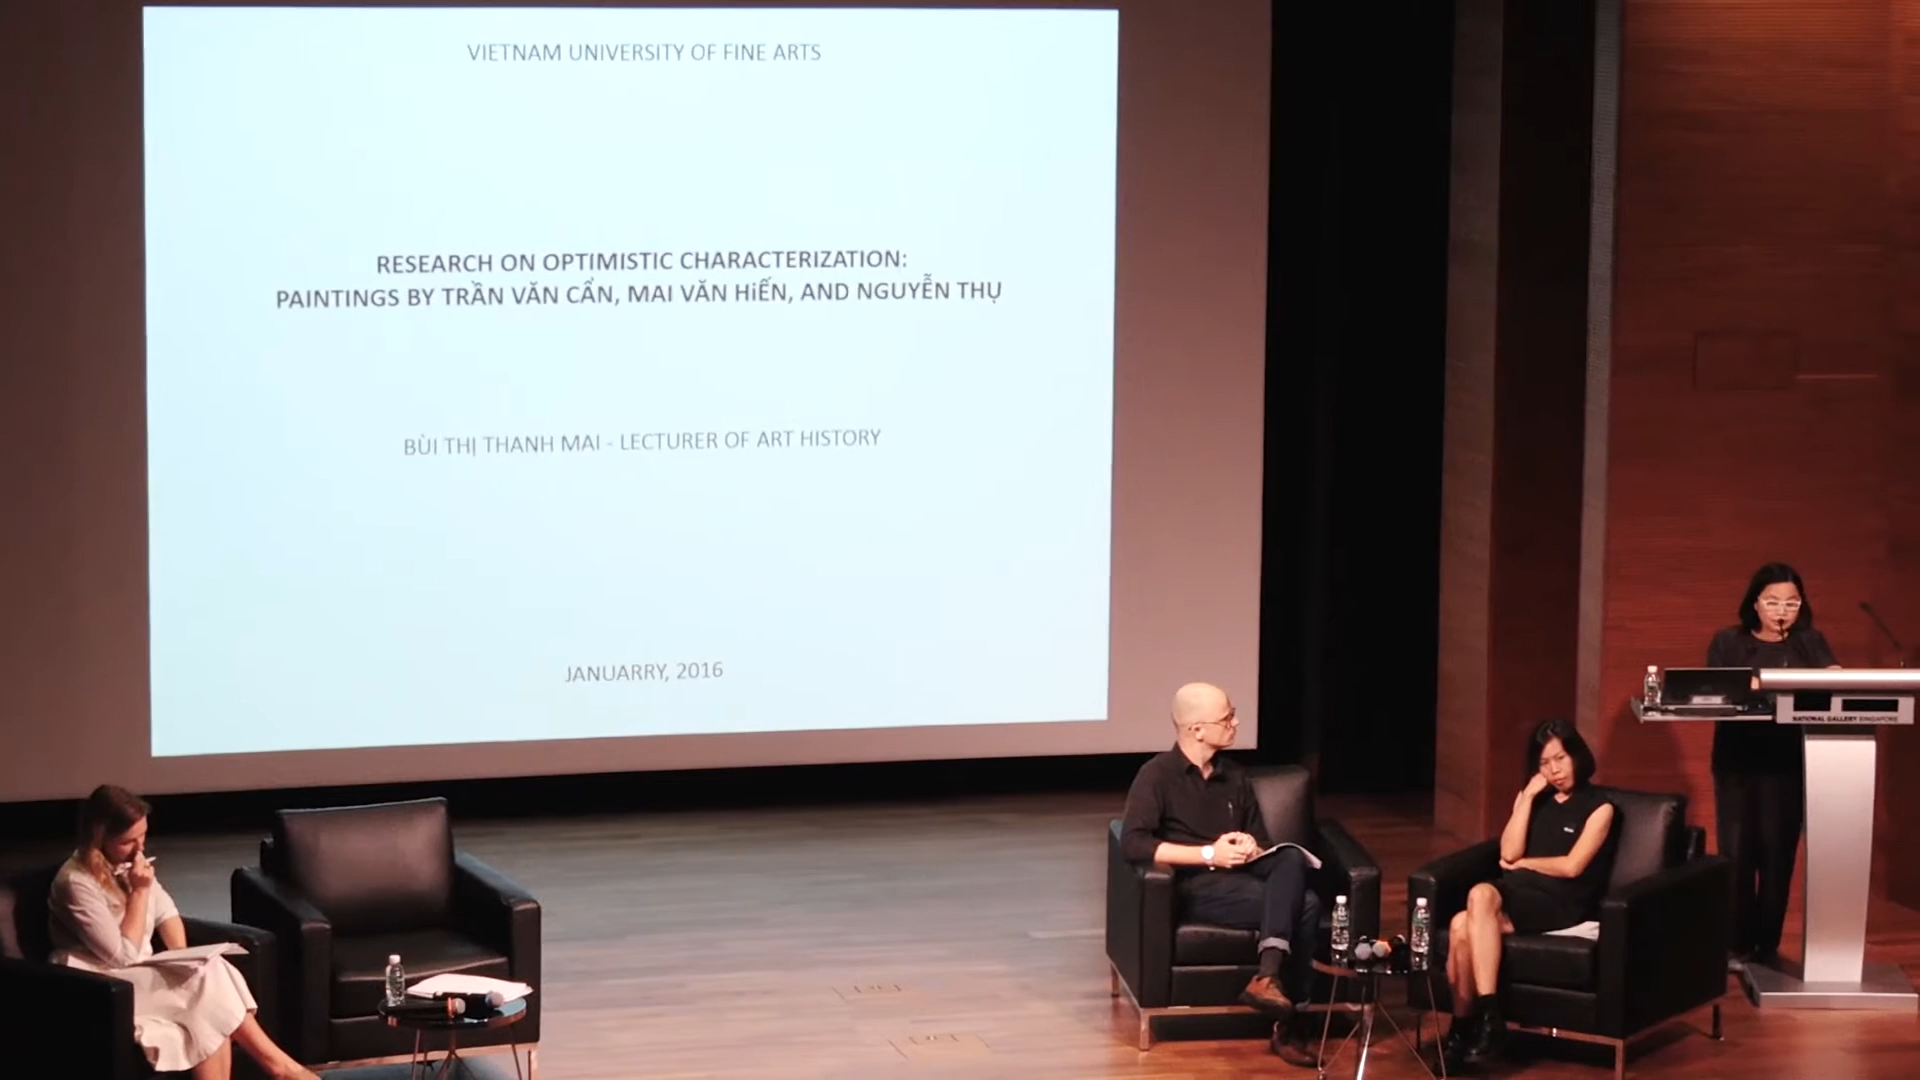 VIETNAM UNIVERSITY OF FINE ARTS
RESEARCH ON OPTIMISTIC CHARACTERIZATION:
PAINTINGS BY TRẦN VĂN CẨN, MAI VĂN HiẾN, AND NGUYỄN THỤ
BÙI THỊ THANH MAI - LECTURER OF ART HISTORY
JANUARRY, 2016
NATIONAL GALLERY SINGAPORE